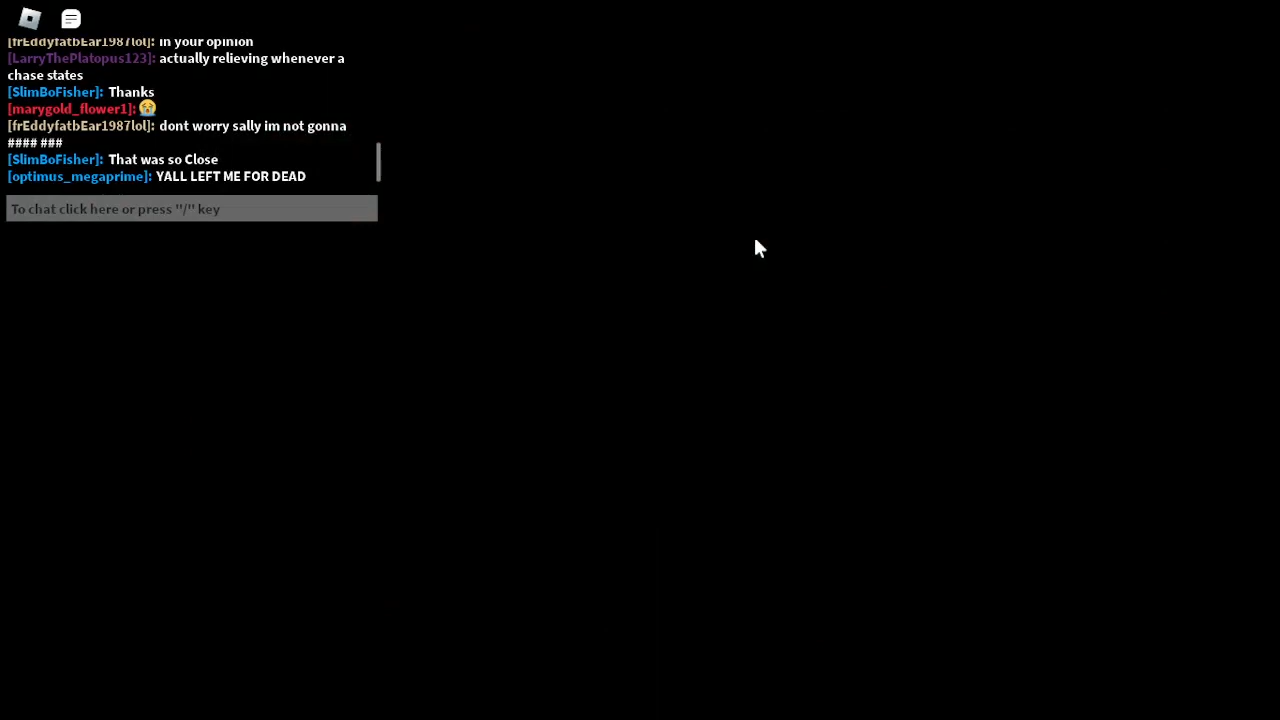 [frEddyfatbEar1987lol]: in your opinion
[LarryThePlatopus123]: actually relieving whenever a
chase states
[SlimBoFisher]: Thanks
[marygold_flower1]: 😭
[frEddyfatbEar1987lol]: dont worry sally im not gonna
#### ###
[SlimBoFisher]: That was so Close
[optimus_megaprime]: YALL LEFT ME FOR DEAD
To chat click here or press "/" key